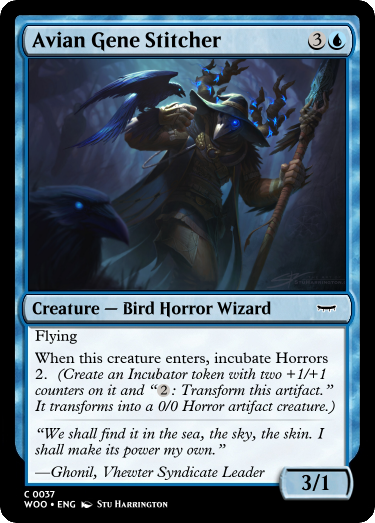 Avian Gene Stitcher 3
Creature — Bird Horror Wizard
Flying
When this creature enters, incubate Horrors
2. (Create an Incubator token with two +1/+1
counters on it and “2: Transform this artifact.”
It transforms into a 0/0 Horror artifact creature.)
“We shall find it in the sea, the sky, the skin. I
shall make its power my own.”
—Ghonil, Vhewter Syndicate Leader
3/1
C 0037
WOO • ENG Stu Harrington